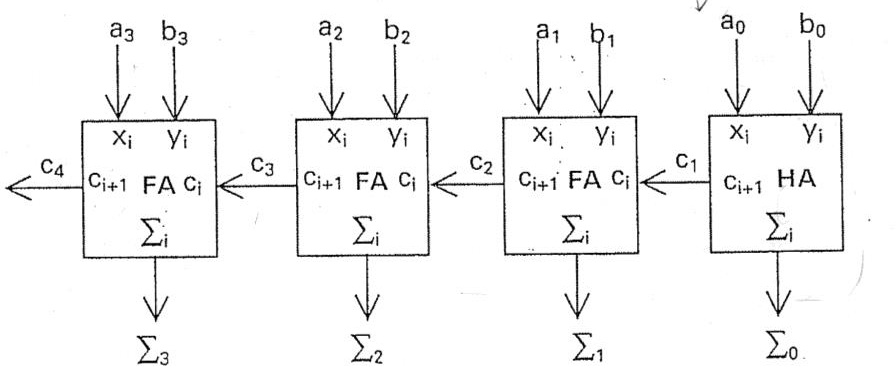 a₃ b₃ a₂ b₂ a₁ b₁ a₀ b₀
xᵢ yᵢ xᵢ yᵢ xᵢ yᵢ xᵢ yᵢ
c₄ cᵢ₊₁ FA cᵢ c₃ cᵢ₊₁ FA cᵢ c₂ cᵢ₊₁ FA cᵢ c₁ cᵢ₊₁ HA
Σᵢ Σᵢ Σᵢ Σᵢ
Σ₃ Σ₂ Σ₁ Σ₀